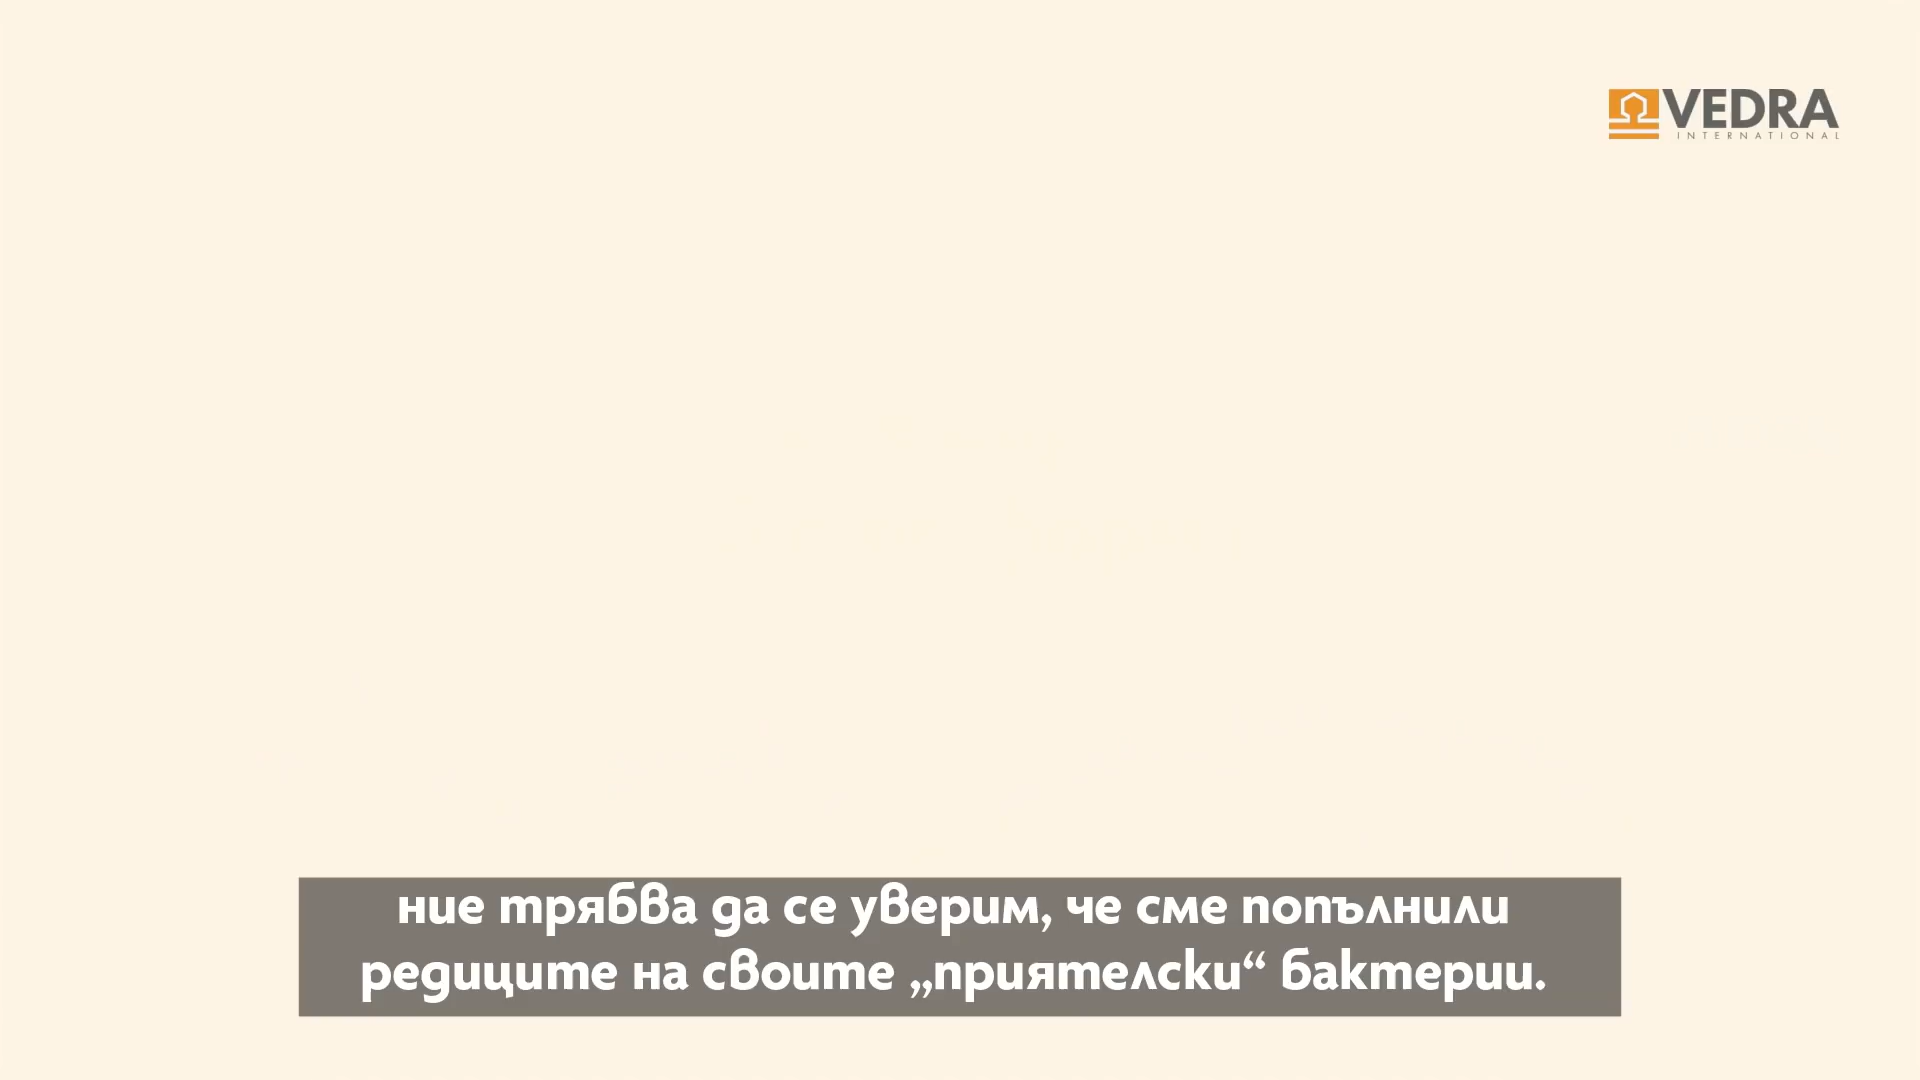 VEDRA
INTERNATIONAL
ние трябва да се уверим, че сме попълнили
редиците на своите „приятелски“ бактерии.